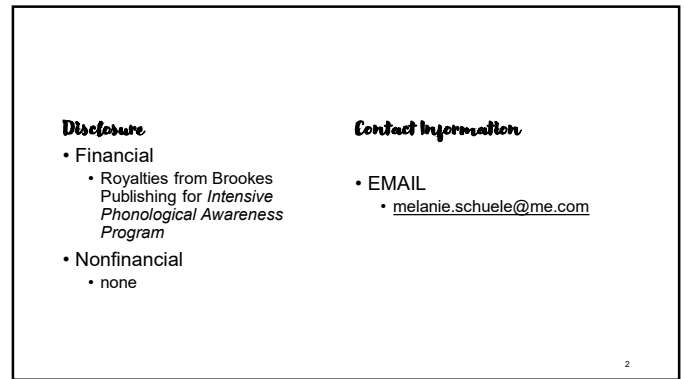 Disclosure
• Financial
• Royalties from Brookes
Publishing for Intensive
Phonological Awareness
Program
• Nonfinancial
• none
Contact Information
• EMAIL
• melanie.schuele@me.com
2